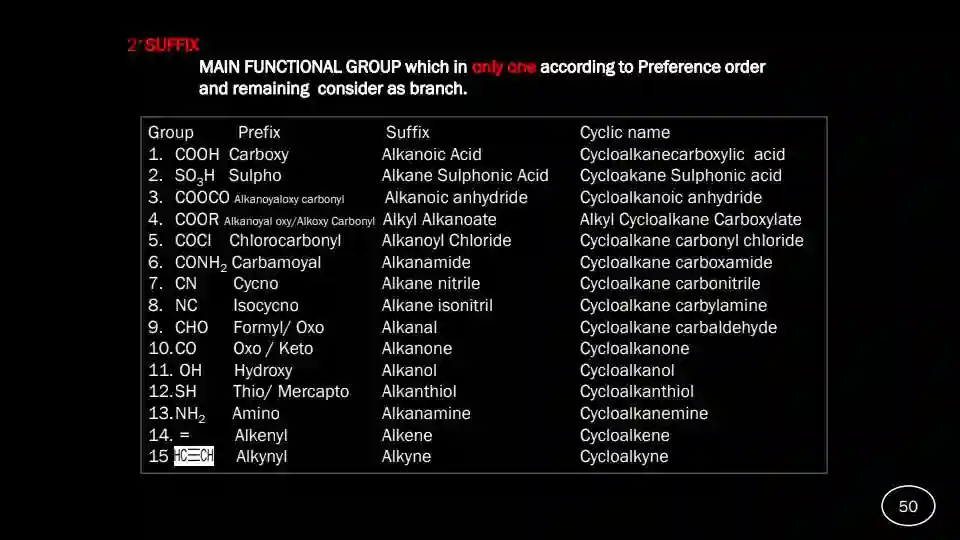 2°SUFFIX
MAIN FUNCTIONAL GROUP which in only one according to Preference order
and remaining consider as branch.
Group Prefix Suffix Cyclic name
1. COOH Carboxy Alkanoic Acid Cycloalkanecarboxylic acid
2. SO3H Sulpho Alkane Sulphonic Acid Cycloakane Sulphonic acid
3. COOCO Alkanoyaloxy carbonyl Alkanoic anhydride Cycloalkanoic anhydride
4. COOR Alkanoyal oxy/Alkoxy Carbonyl Alkyl Alkanoate Alkyl Cycloalkane Carboxylate
5. COCl Chlorocarbonyl Alkanoyl Chloride Cycloalkane carbonyl chloride
6. CONH2 Carbamoyal Alkanamide Cycloalkane carboxamide
7. CN Cycno Alkane nitrile Cycloalkane carbonitrile
8. NC Isocycno Alkane isonitril Cycloalkane carbylamine
9. CHO Formyl/ Oxo Alkanal Cycloalkane carbaldehyde
10.CO Oxo / Keto Alkanone Cycloalkanone
11. OH Hydroxy Alkanol Cycloalkanol
12.SH Thio/ Mercapto Alkanthiol Cycloalkanthiol
13.NH2 Amino Alkanamine Cycloalkanemine
14. = Alkenyl Alkene Cycloalkene
15 HC≡CH Alkynyl Alkyne Cycloalkyne
50